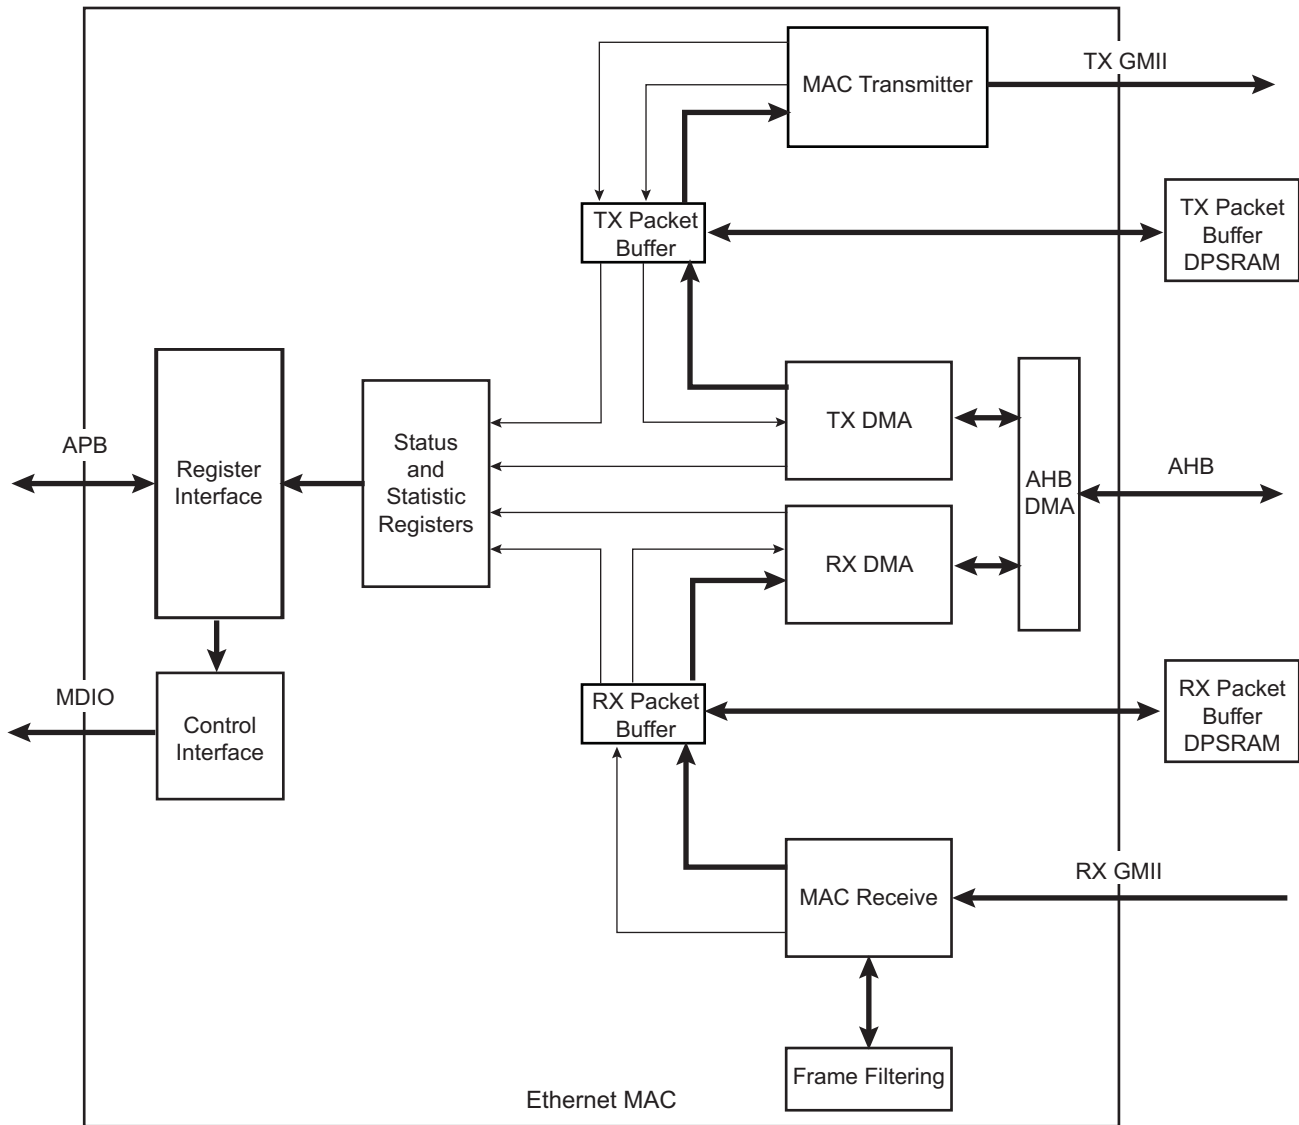 TX GMII
MAC Transmitter
TX Packet
Buffer
TX Packet
Buffer
DPSRAM
TX DMA
APB
Register
Interface
Status
and
Statistic
Registers
AHB
DMA
AHB
RX DMA
MDIO
Control
Interface
RX Packet
Buffer
RX Packet
Buffer
DPSRAM
RX GMII
MAC Receive
Frame Filtering
Ethernet MAC